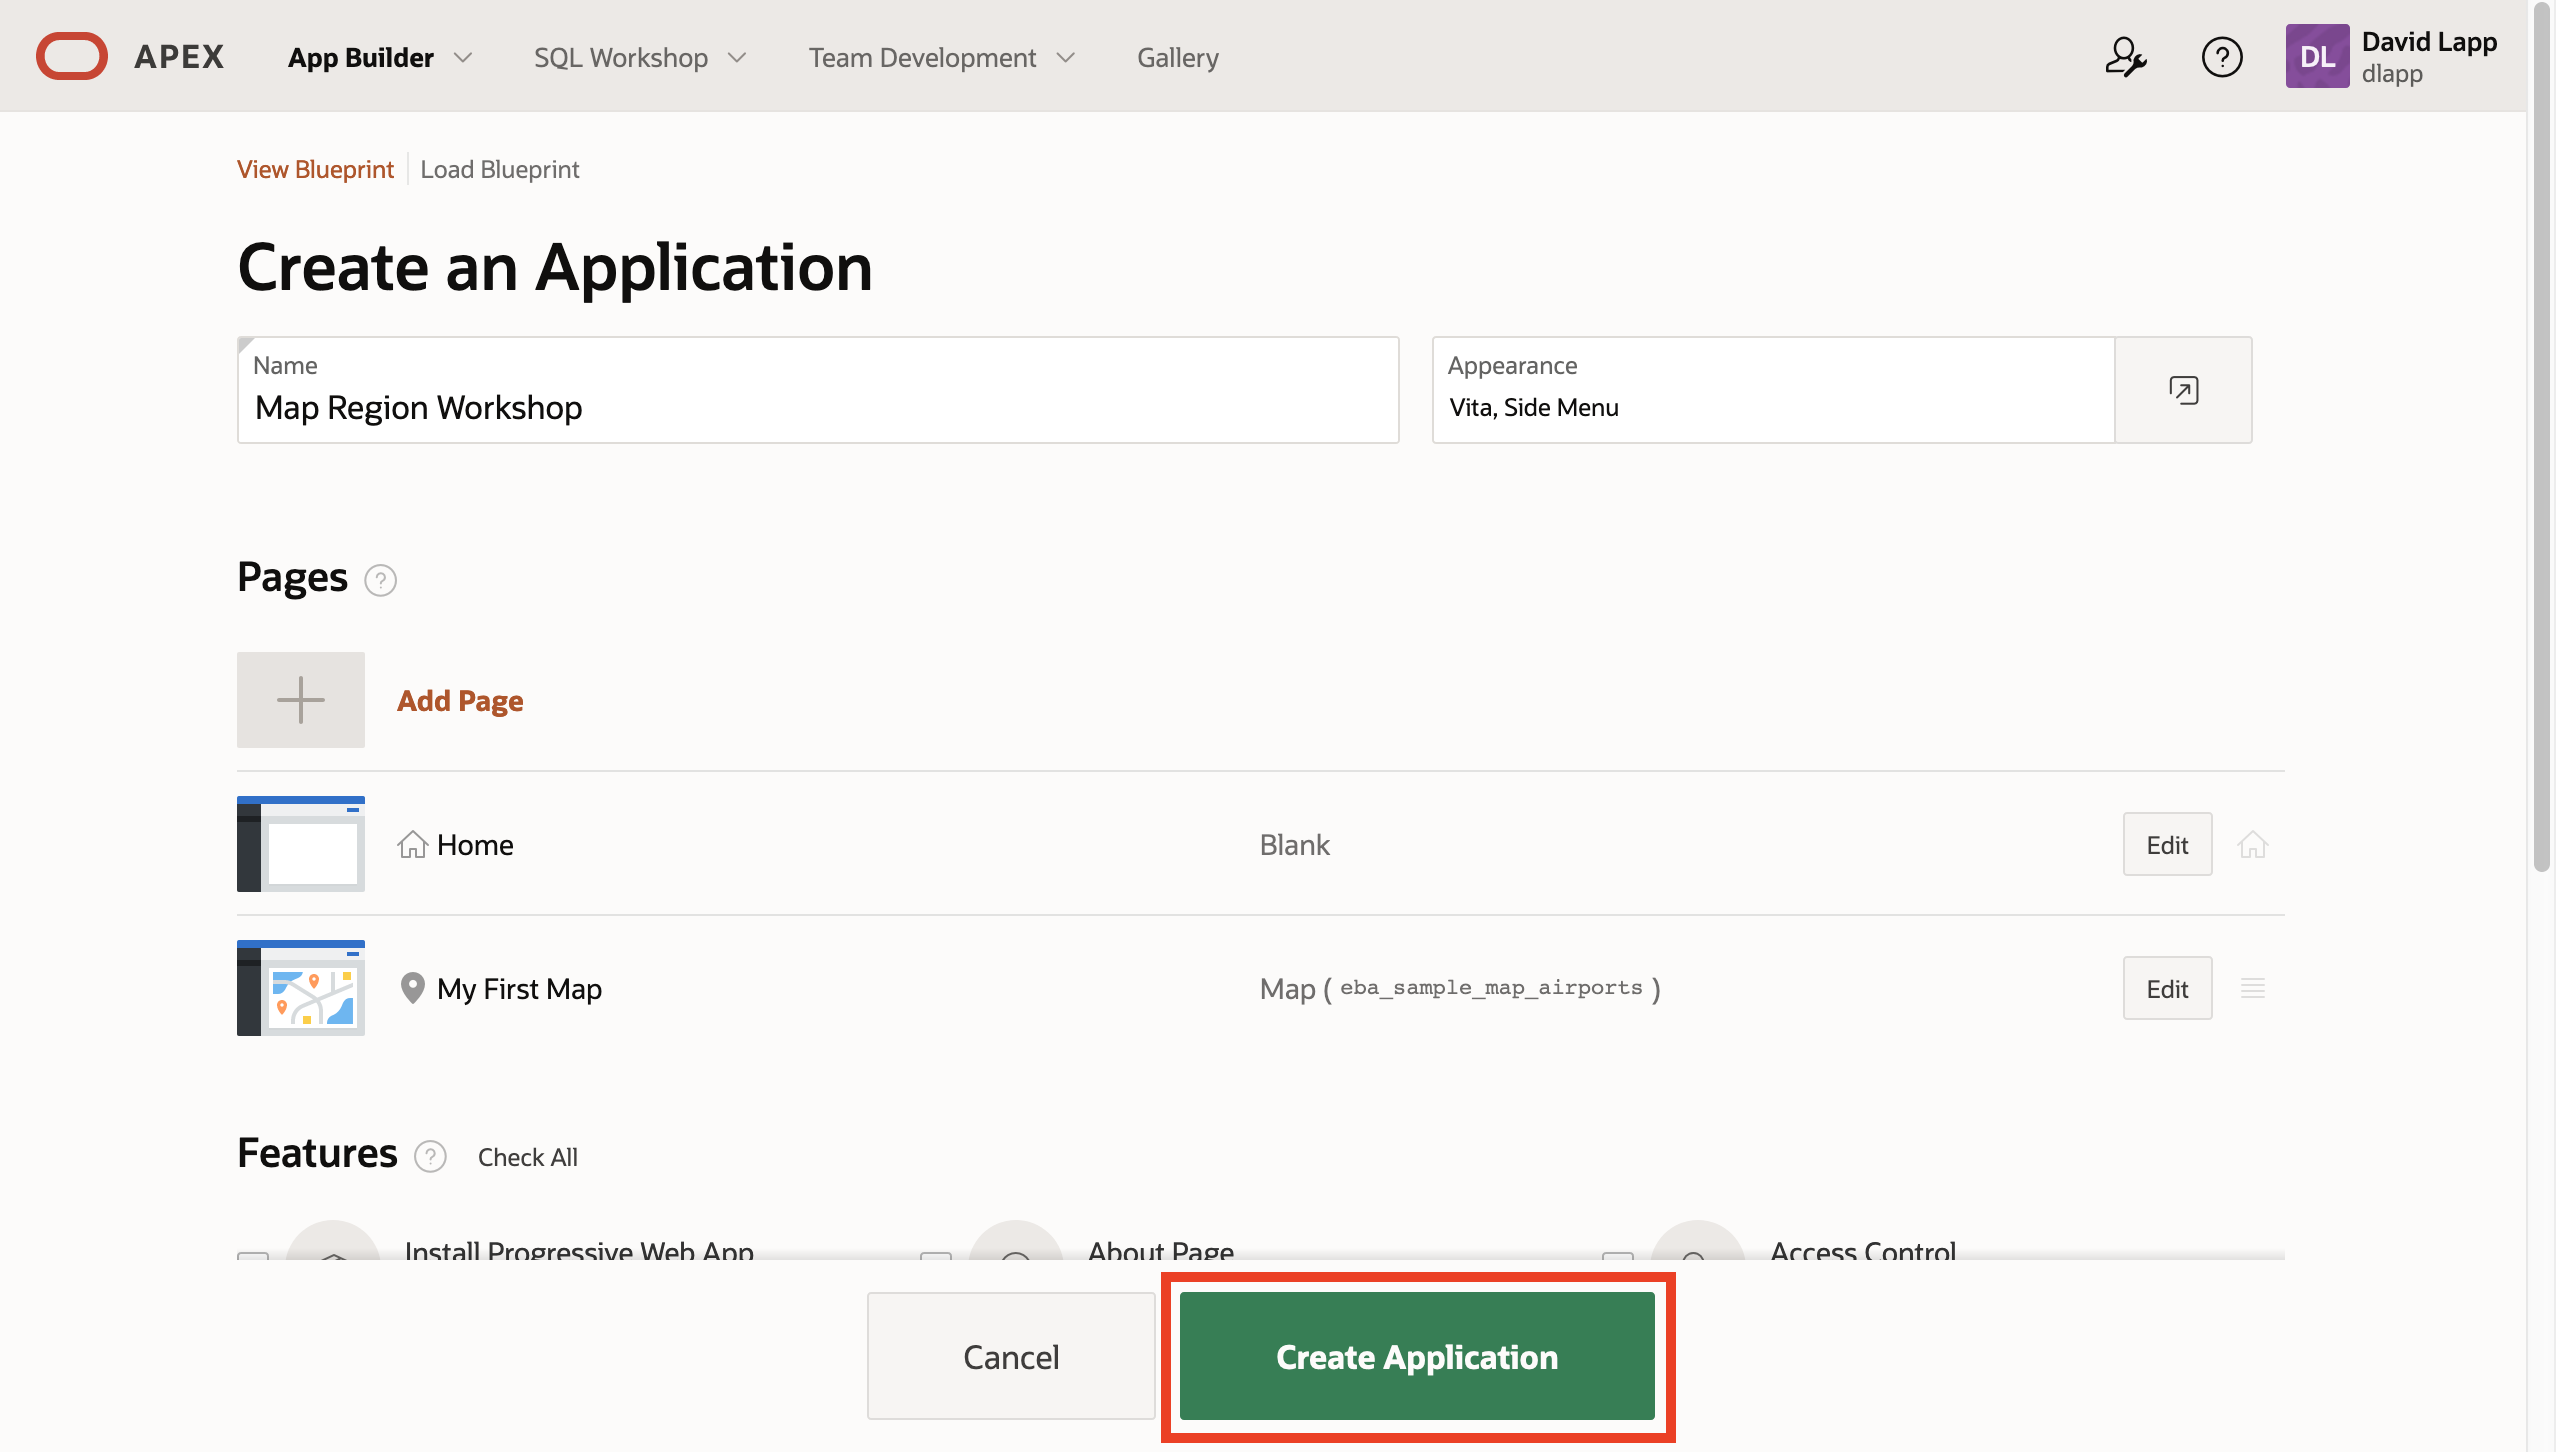 APEX App Builder SQL Workshop Team Development Gallery ? DL David Lapp
dlapp
View Blueprint Load Blueprint
Create an Application
Name
Map Region Workshop
Appearance
Vita, Side Menu
Pages ?
Add Page
Home Blank Edit
My First Map Map ( eba_sample_map_airports ) Edit
Features ? Check All
Install Progressive Web App About Page Access Control
Cancel Create Application